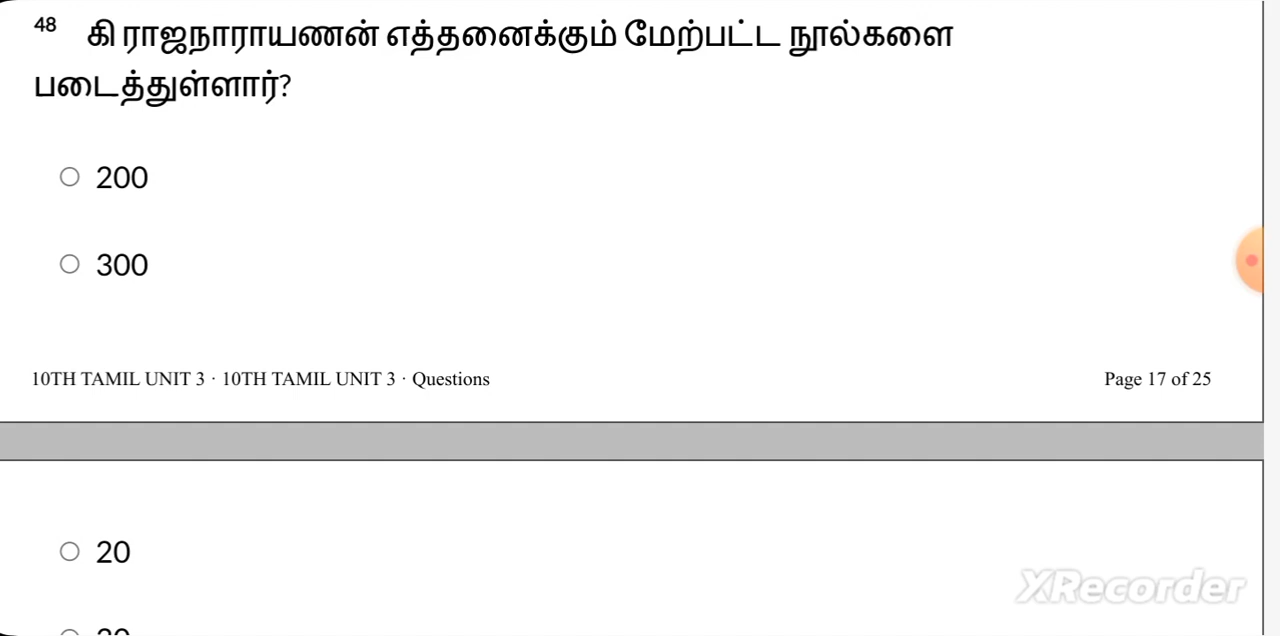 48 கி ராஜநாராயணன் எத்தனைக்கும் மேற்பட்ட நூல்களை
படைத்துள்ளார்?
200
300
10TH TAMIL UNIT 3 · 10TH TAMIL UNIT 3 · Questions Page 17 of 25
20
XRecorder